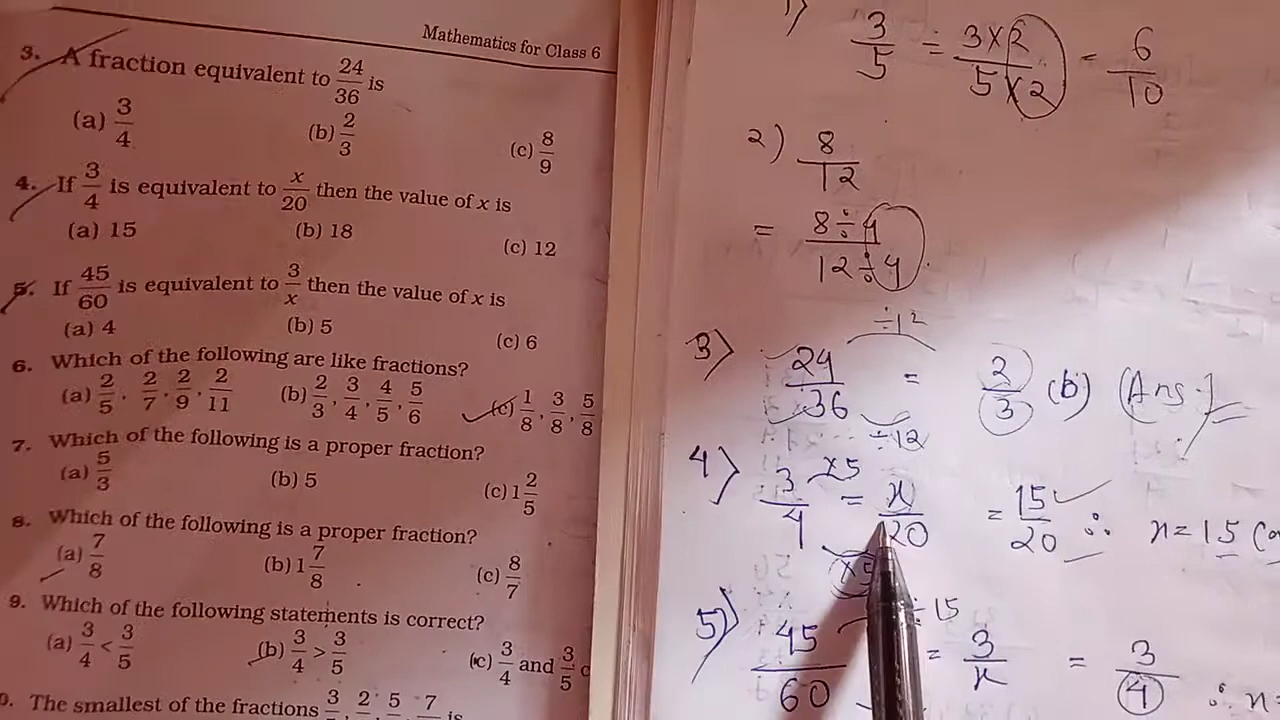 Mathematics for Class 6
3. A fraction equivalent to 24/36 is
(a) 3/4 (b) 2/3 (c) 8/9
4. If 3/4 is equivalent to x/20 then the value of x is
(a) 15 (b) 18 (c) 12
5. If 45/60 is equivalent to 3/x then the value of x is
(a) 4 (b) 5 (c) 6
6. Which of the following are like fractions?
(a) 2/5, 2/7, 2/9, 2/11 (b) 2/3, 3/4, 4/5, 5/6 (c) 1/8, 3/8, 5/8
7. Which of the following is a proper fraction?
(a) 5/3 (b) 5 (c) 1 2/5
8. Which of the following is a proper fraction?
(a) 7/8 (b) 1 7/8 (c) 8/7
9. Which of the following statements is correct?
(a) 3/4 < 3/5 (b) 3/4 > 3/5 (c) 3/4 and 3/5
The smallest of the fractions
1) 3/5 = 3×2/5×2 = 6/10
2) 8/12
= 8÷4/12÷4
÷12
3) 24/36 = 2/3 (b) (Ans.)
÷12
×5
4) 3/4 = x/20 = 15/20 ∴ x = 15
×5
÷15
5) 45/60 = 3/x = 3/4 ∴